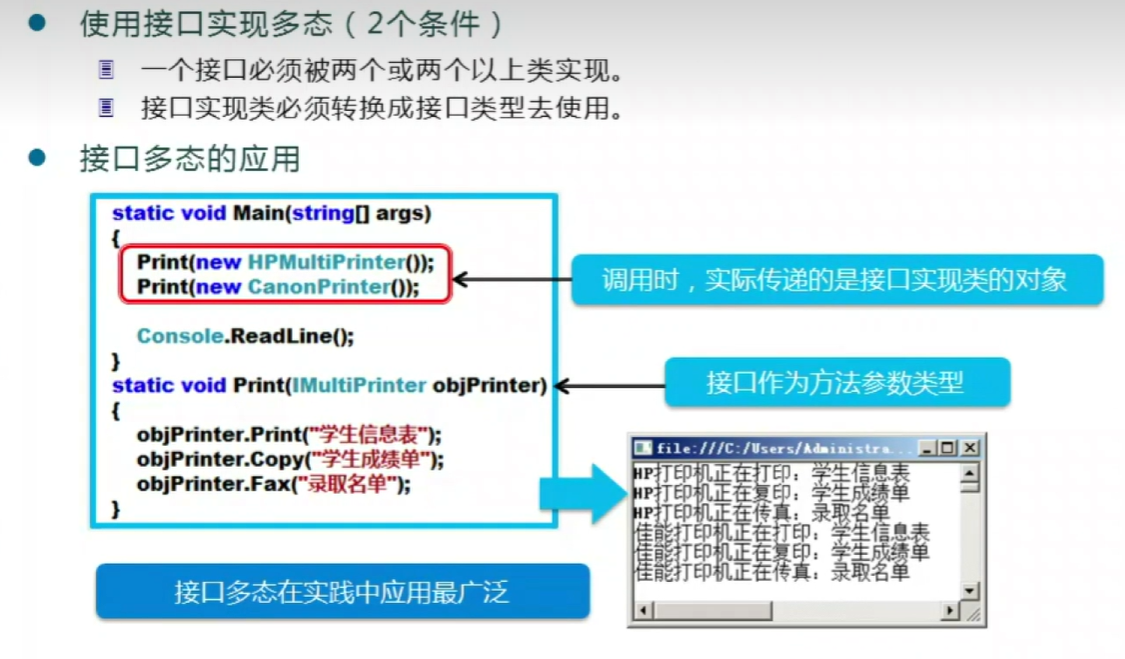 使用接口实现多态（2个条件）
一个接口必须被两个或两个以上类实现。
接口实现类必须转换成接口类型去使用。
接口多态的应用
static void Main(string[] args)
{
Print(new HPMultiPrinter());
Print(new CanonPrinter());
Console.ReadLine();
}
static void Print(IMultiPrinter objPrinter)
{
objPrinter.Print("学生信息表");
objPrinter.Copy("学生成绩单");
objPrinter.Fax("录取名单");
}
调用时，实际传递的是接口实现类的对象
接口作为方法参数类型
file:///C:/Users/Administra...
HP打印机正在打印：学生信息表
HP打印机正在复印：学生成绩单
HP打印机正在传真：录取名单
佳能打印机正在打印：学生信息表
佳能打印机正在复印：学生成绩单
佳能打印机正在传真：录取名单
接口多态在实践中应用最广泛